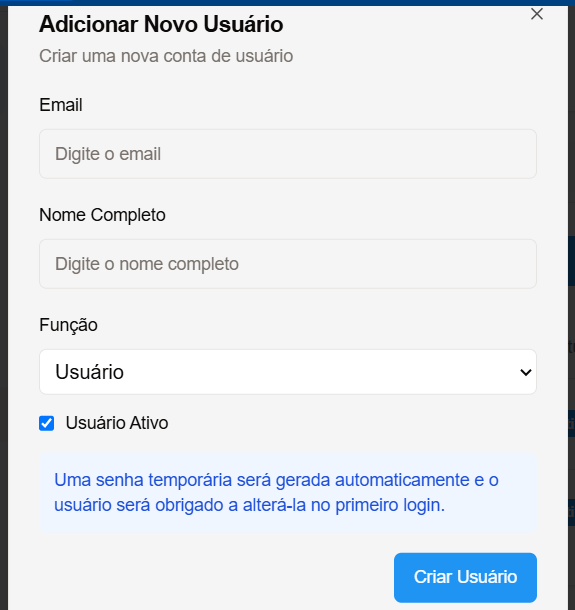 Adicionar Novo Usuário
Criar uma nova conta de usuário
Email
Digite o email
Nome Completo
Digite o nome completo
Função
Usuário
Usuário Ativo
Uma senha temporária será gerada automaticamente e o
usuário será obrigado a alterá-la no primeiro login.
Criar Usuário